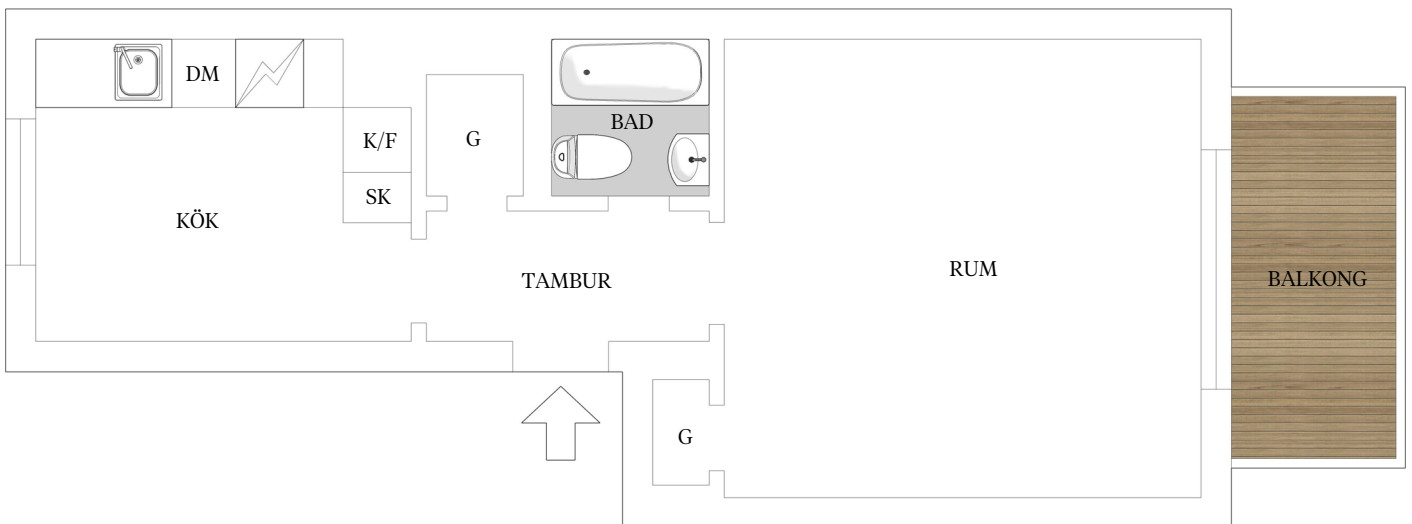 DM
BAD
K/F
G
SK
KÖK
TAMBUR
RUM
BALKONG
G